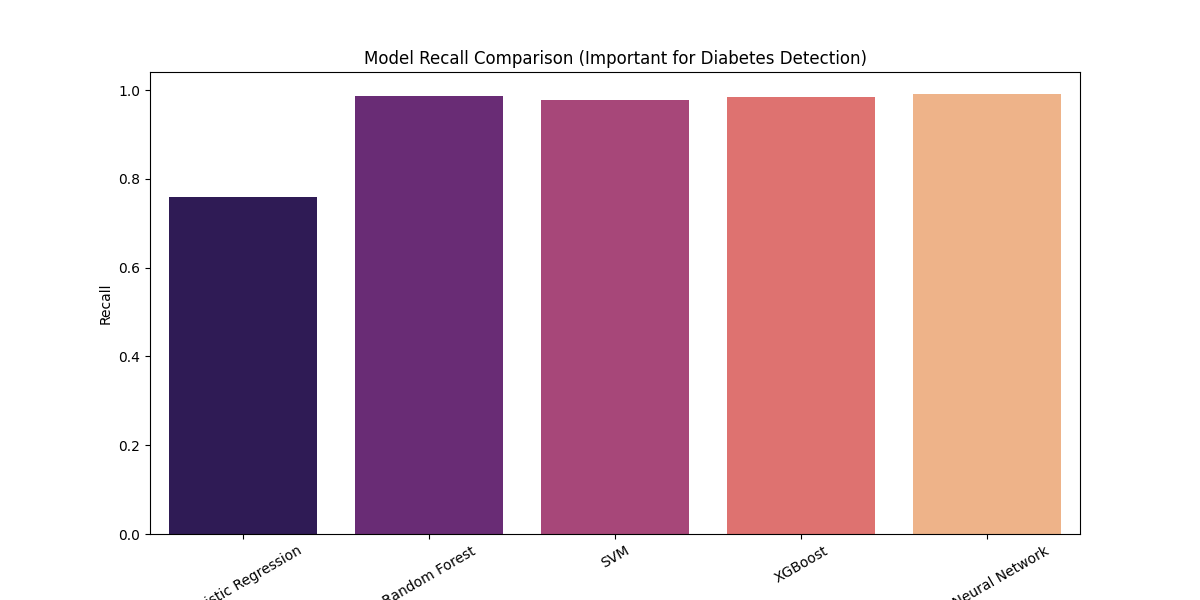 Model Recall Comparison (Important for Diabetes Detection)
1.0
0.8
0.6
0.4
0.2
0.0
Recall
istic Regression
Random Forest
SVM
XGBoost
Neural Network